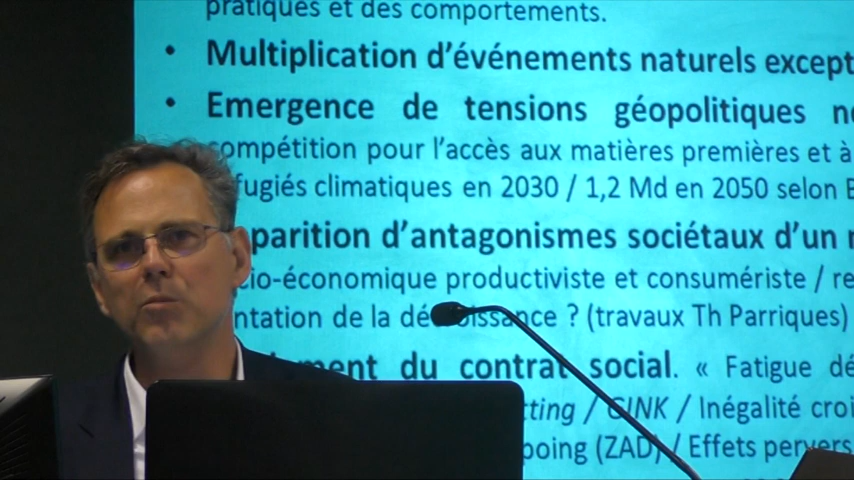 pratiques et des comportements.
• Multiplication d'événements naturels except
• Emergence de tensions géopolitiques
compétition pour l'accès aux matières premières et à
fugiés climatiques en 2030 / 1,2 Md en 2050 selon
parition d'antagonismes sociétaux d'un
cio-économique productiviste et consumériste / re
ntation de la décroissance ? (travaux Th Parriques)
ment du contrat social. « Fatigue dé
cting / GINK / Inégalité croi
poing (ZAD) / Effets pervers